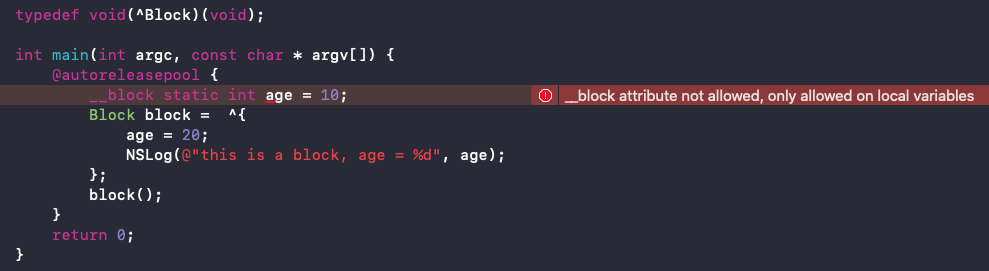 typedef void(^Block)(void);
int main(int argc, const char * argv[]) {
@autoreleasepool {
__block static int age = 10; __block attribute not allowed, only allowed on local variables
Block block =  ^{
age = 20;
NSLog(@"this is a block, age = %d", age);
};
block();
}
return 0;
}